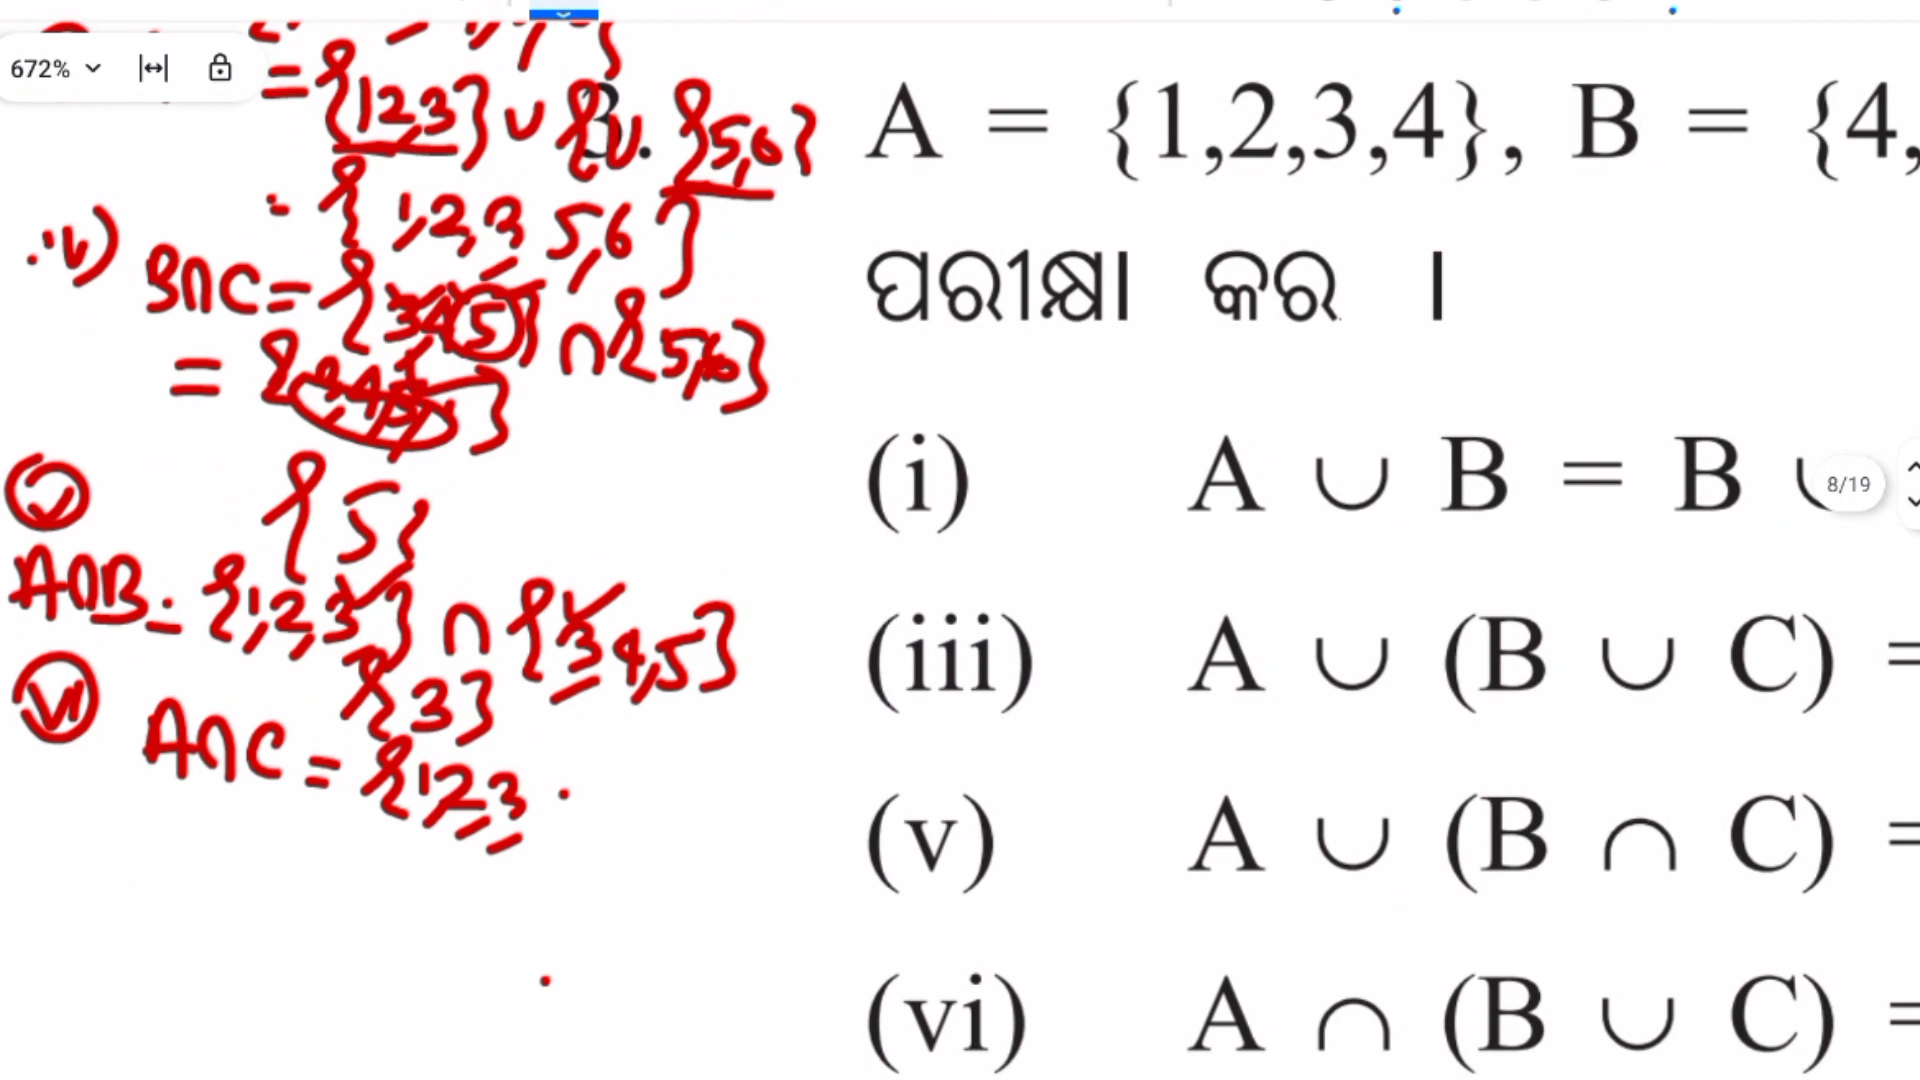 672%
= {1,2,3} ∪ {5,6}
= {1,2,3 5,6}
iv) B∩C = {3 4 5} ∩ {5,6}
=
v {5}
A∩B = {1,2,3} ∩ {3 4,5}
{3}
vi A∩C = {1 2,3
3. A = {1,2,3,4}, B = {4,
ପରୀକ୍ଷା କର ।
(i) A ∪ B = B ∪
8/19
(iii) A ∪ (B ∪ C) =
(v) A ∪ (B ∩ C) =
(vi) A ∩ (B ∪ C) =